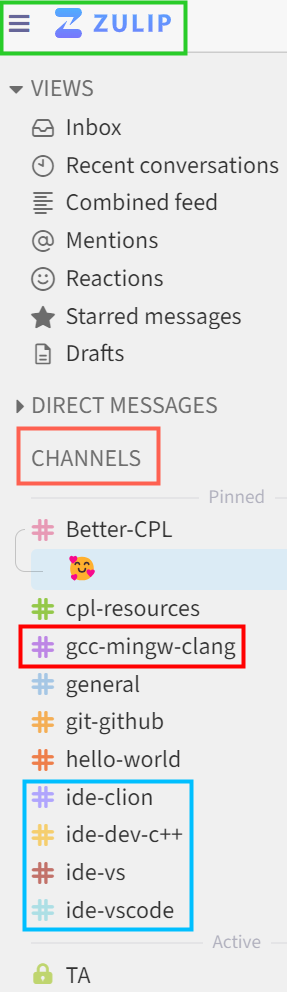 ZULIP
VIEWS
Inbox
Recent conversations
Combined feed
Mentions
Reactions
Starred messages
Drafts
DIRECT MESSAGES
CHANNELS
Pinned
# Better-CPL
🥰
# cpl-resources
# gcc-mingw-clang
# general
# git-github
# hello-world
# ide-clion
# ide-dev-c++
# ide-vs
# ide-vscode
Active
TA